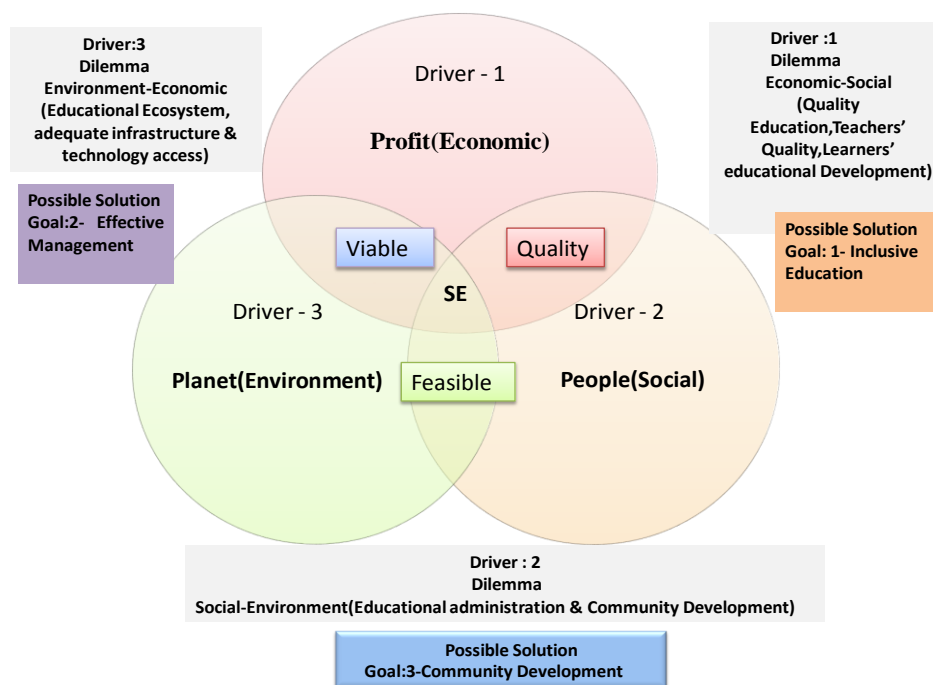 Driver:3
Dilemma
Environment-Economic
(Educational Ecosystem,
adequate infrastructure &
technology access)
Possible Solution
Goal:2- Effective
Management
Driver - 1
Profit(Economic)
Driver :1
Dilemma
Economic-Social
(Quality
Education,Teachers’
Quality,Learners’
educational Development)
Possible Solution
Goal: 1- Inclusive
Education
Viable
Quality
SE
Driver - 3
Planet(Environment)
Driver - 2
People(Social)
Feasible
Driver : 2
Dilemma
Social-Environment(Educational administration & Community Development)
Possible Solution
Goal:3-Community Development